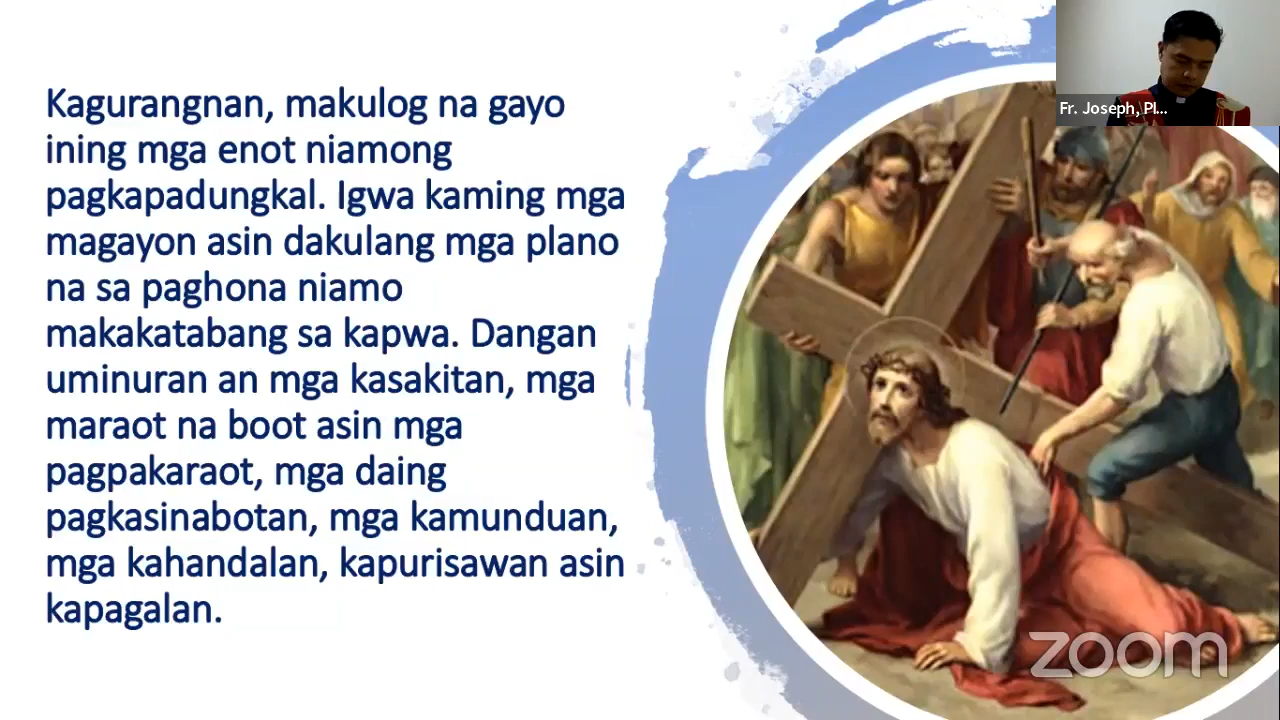 Kagurangnan, makulog na gayo
ining mga enot niamong
pagkapadungkal. Igwa kaming mga
magayon asin dakulang mga plano
na sa paghona niamo
makakatabang sa kapwa. Dangan
uminuran an mga kasakitan, mga
maraot na boot asin mga
pagpakaraot, mga daing
pagkasinabotan, mga kamunduan,
mga kahandalan, kapurisawan asin
kapagalan.
Fr. Joseph, Pl...
zoom